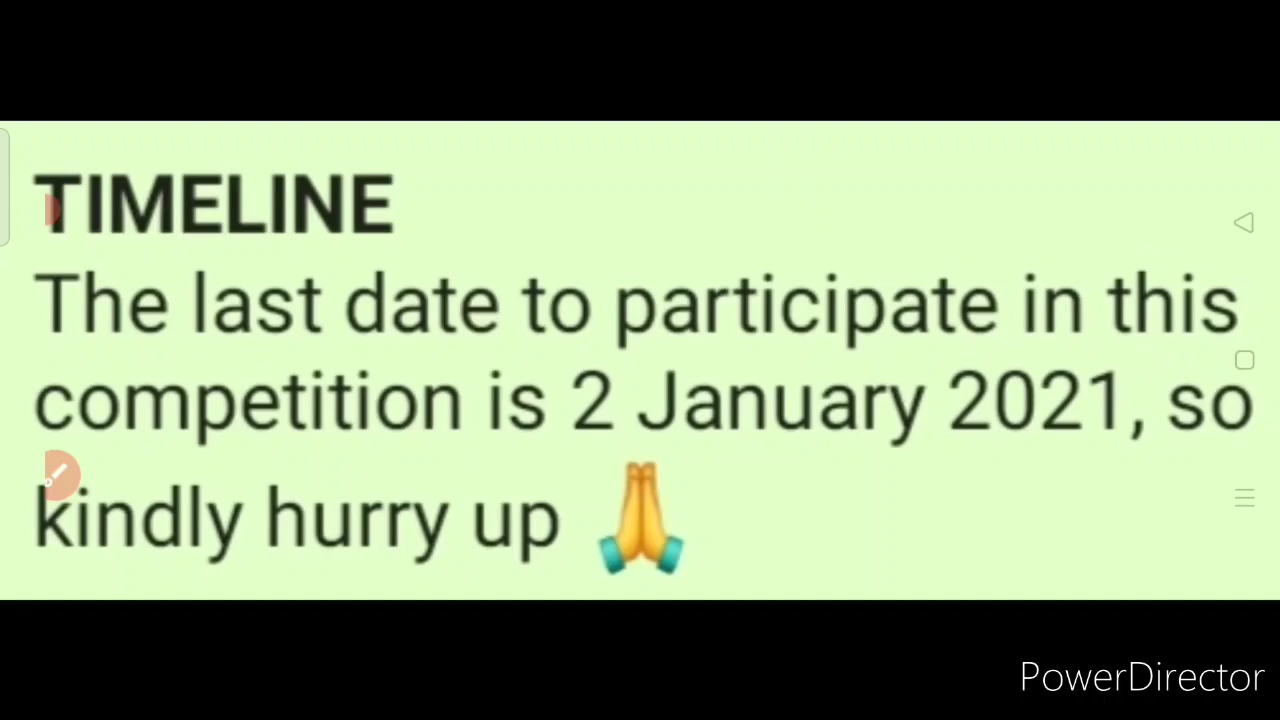 TIMELINE
The last date to participate in this
competition is 2 January 2021, so
kindly hurry up 🙏
PowerDirector